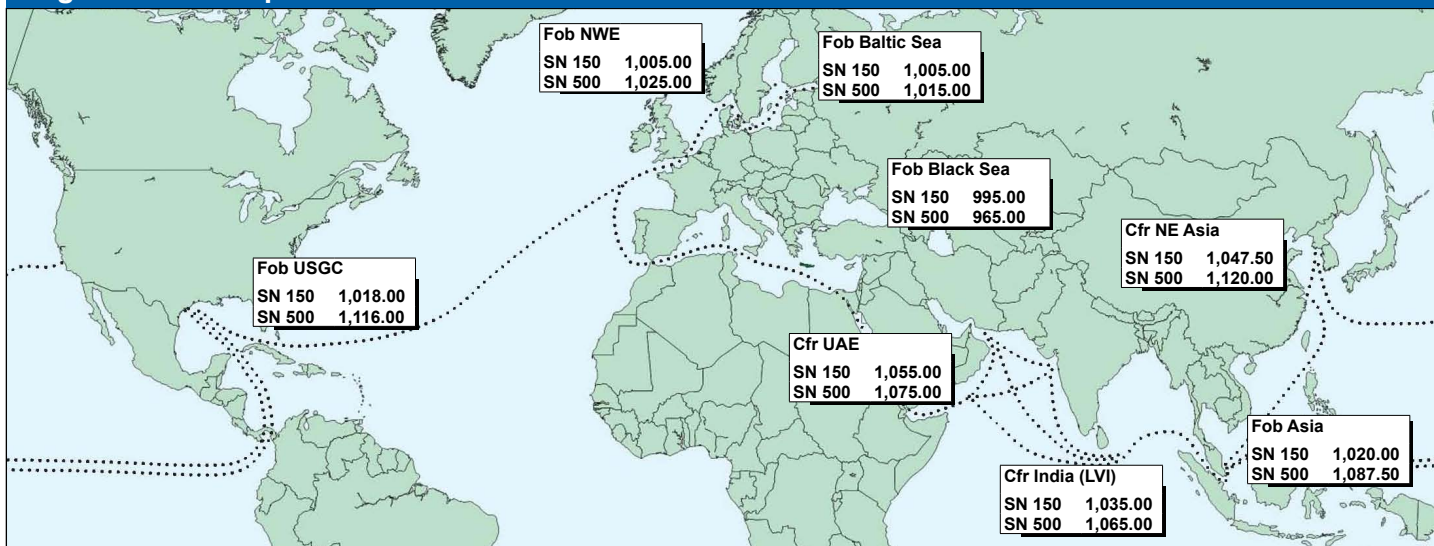 Fob NWE
SN 150 1,005.00
SN 500 1,025.00
Fob Baltic Sea
SN 150 1,005.00
SN 500 1,015.00
Fob Black Sea
SN 150 995.00
SN 500 965.00
Cfr NE Asia
SN 150 1,047.50
SN 500 1,120.00
Fob USGC
SN 150 1,018.00
SN 500 1,116.00
Cfr UAE
SN 150 1,055.00
SN 500 1,075.00
Fob Asia
SN 150 1,020.00
SN 500 1,087.50
Cfr India (LVI)
SN 150 1,035.00
SN 500 1,065.00